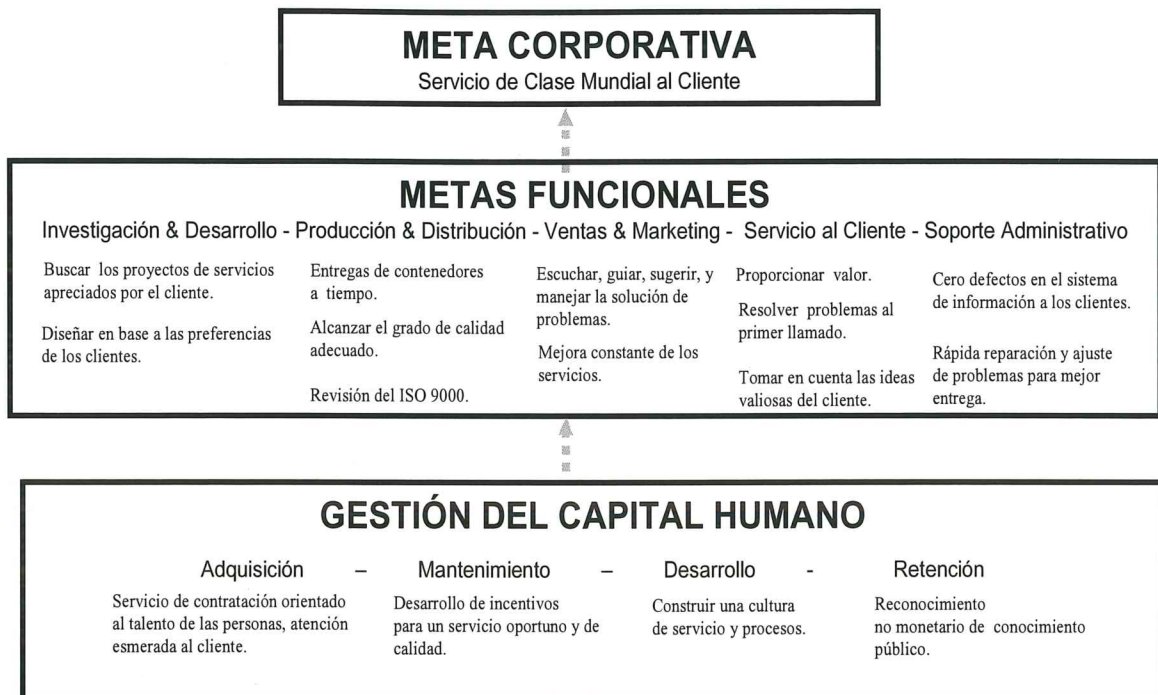 META CORPORATIVA
Servicio de Clase Mundial al Cliente
METAS FUNCIONALES
Investigación & Desarrollo - Producción & Distribución - Ventas & Marketing - Servicio al Cliente - Soporte Administrativo
Buscar los proyectos de servicios
apreciados por el cliente.
Diseñar en base a las preferencias
de los clientes.
Entregas de contenedores
a tiempo.
Alcanzar el grado de calidad
adecuado.
Revisión del ISO 9000.
Escuchar, guiar, sugerir, y
manejar la solución de
problemas.
Mejora constante de los
servicios.
Proporcionar valor.
Resolver problemas al
primer llamado.
Tomar en cuenta las ideas
valiosas del cliente.
Cero defectos en el sistema
de información a los clientes.
Rápida reparación y ajuste
de problemas para mejor
entrega.
GESTIÓN DEL CAPITAL HUMANO
Adquisición – Mantenimiento – Desarrollo - Retención
Servicio de contratación orientado
al talento de las personas, atención
esmerada al cliente.
Desarrollo de incentivos
para un servicio oportuno y de
calidad.
Construir una cultura
de servicio y procesos.
Reconocimiento
no monetario de conocimiento
público.